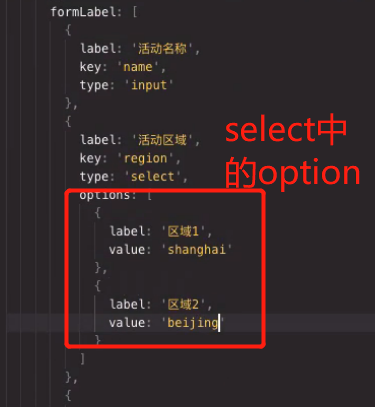 formLabel: [
{
label: '活动名称',
key: 'name',
type: 'input'
},
{
label: '活动区域',
key: 'region',
type: 'select',
options: [
{
label: '区域1',
value: 'shanghai'
},
{
label: '区域2',
value: 'beijing'
}
]
},
{
select中
的option